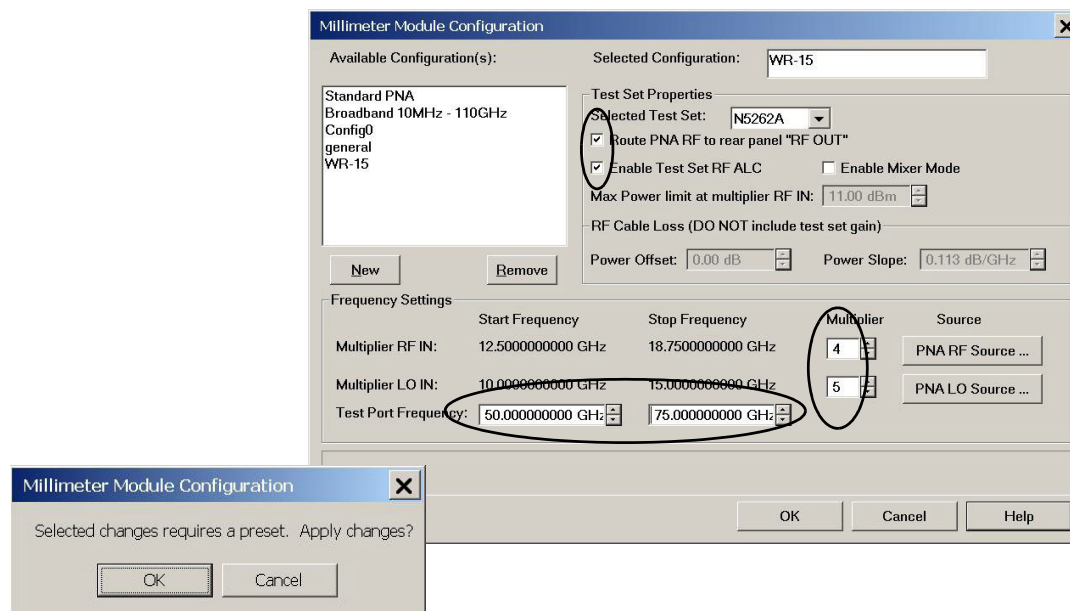 Millimeter Module Configuration
Available Configuration(s):
Selected Configuration: WR-15
Standard PNA
Broadband 10MHz - 110GHz
Config0
general
WR-15
New Remove
Test Set Properties
Selected Test Set: N5262A
Route PNA RF to rear panel "RF OUT"
Enable Test Set RF ALC Enable Mixer Mode
Max Power limit at multiplier RF IN: 11.00 dBm
RF Cable Loss (DO NOT include test set gain)
Power Offset: 0.00 dB Power Slope: 0.113 dB/GHz
Frequency Settings
Start Frequency Stop Frequency Multiplier Source
Multiplier RF IN: 12.5000000000 GHz 18.7500000000 GHz 4 PNA RF Source ...
Multiplier LO IN: 10.0000000000 GHz 15.0000000000 GHz 5 PNA LO Source ...
Test Port Frequency: 50.000000000 GHz 75.000000000 GHz
OK Cancel Help
Millimeter Module Configuration
Selected changes requires a preset. Apply changes?
OK Cancel